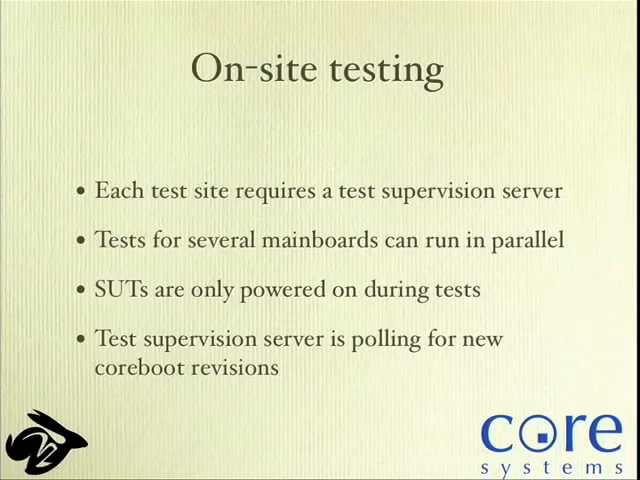 On-site testing
• Each test site requires a test supervision server
• Tests for several mainboards can run in parallel
• SUTs are only powered on during tests
• Test supervision server is polling for new
coreboot revisions
core
systems